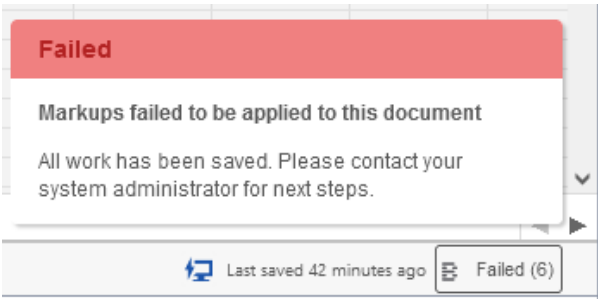 Failed
Markups failed to be applied to this document
All work has been saved. Please contact your
system administrator for next steps.
Last saved 42 minutes ago
Failed (6)